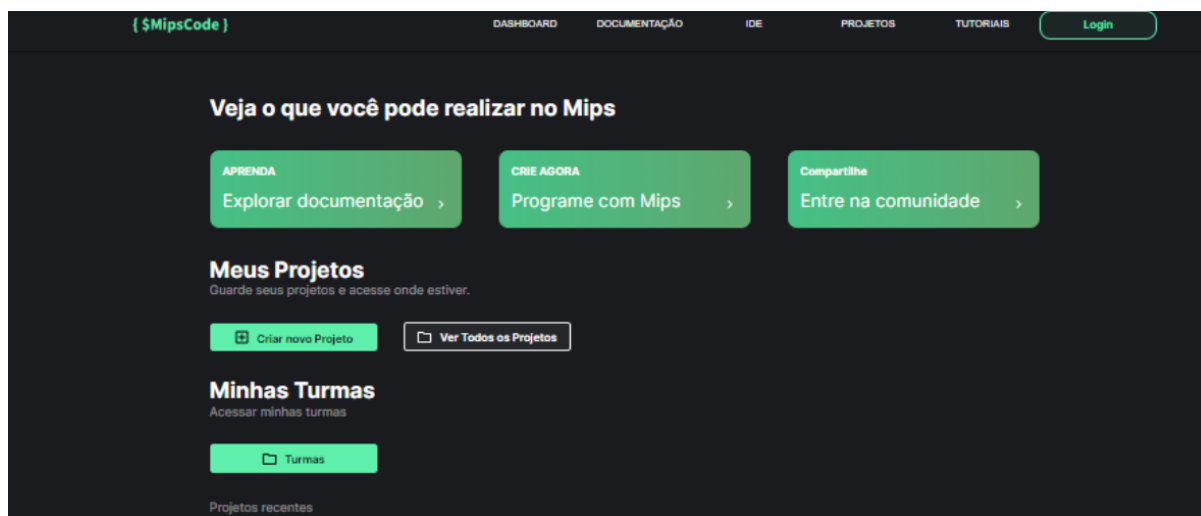 { $MipsCode }
DASHBOARD DOCUMENTAÇÃO IDE PROJETOS TUTORIAIS Login
Veja o que você pode realizar no Mips
APRENDA
Explorar documentação ›
CRIE AGORA
Programe com Mips ›
Compartilhe
Entre na comunidade ›
Meus Projetos
Guarde seus projetos e acesse onde estiver.
Criar novo Projeto
Ver Todos os Projetos
Minhas Turmas
Acessar minhas turmas
Turmas
Projetos recentes